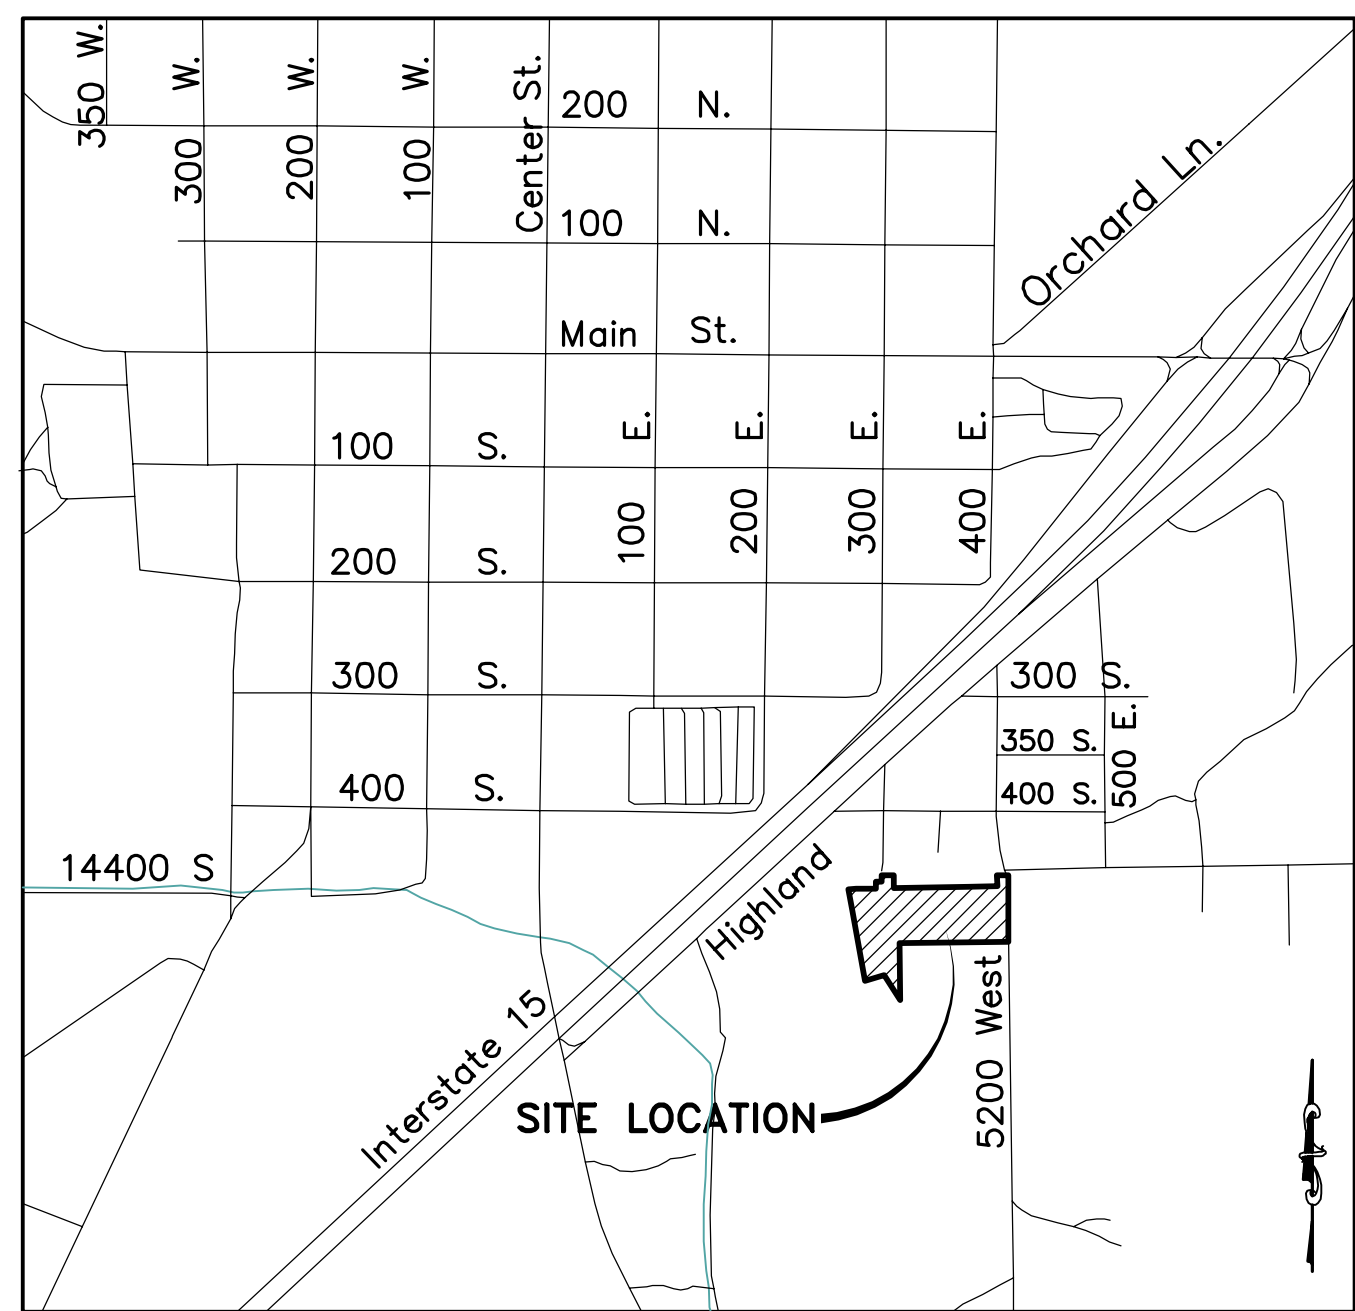 350 W.
300 W.
200 W.
100 W.
Center St.
200 N.
100 N.
Orchard Ln.
Main St.
100 S.
100 E.
200 E.
300 E.
400 E.
200 S.
300 S.
300 S.
350 S.
400 S.
400 S.
500 E.
14400 S
Highland
Interstate 15
5200 West
SITE LOCATION